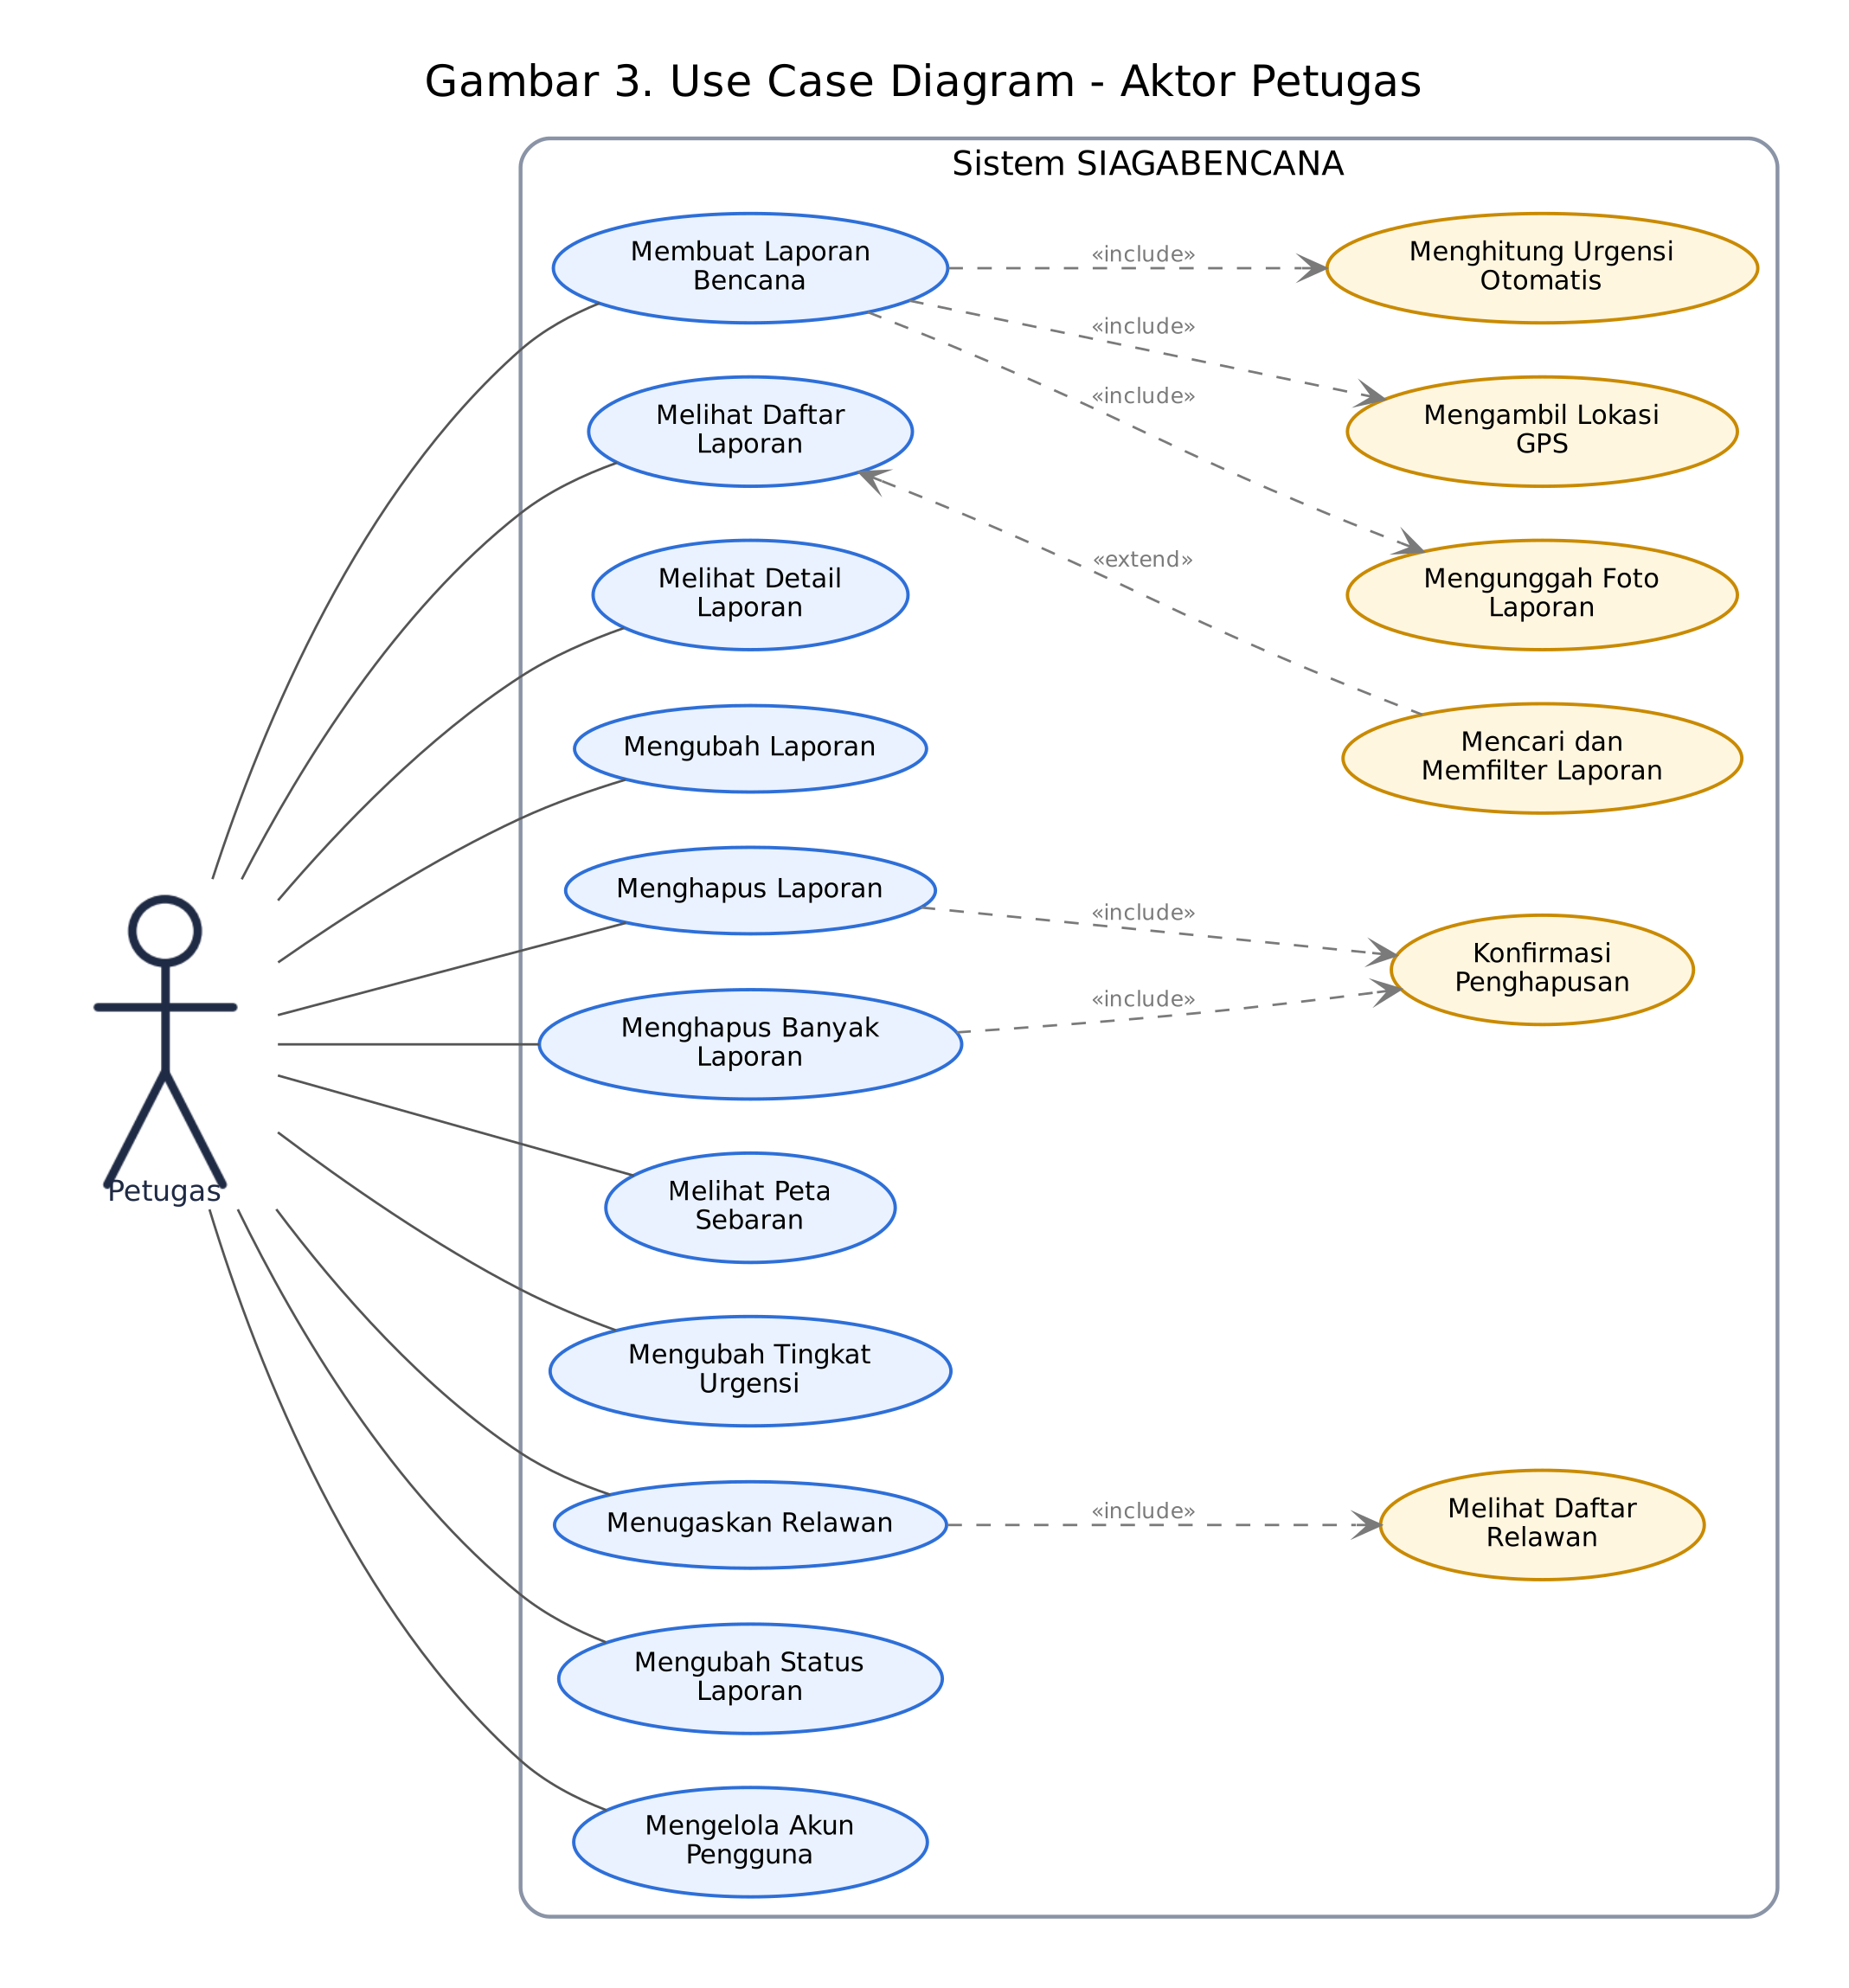 Gambar 3. Use Case Diagram - Aktor Petugas
Sistem SIAGABENCANA
Membuat Laporan
Bencana
«include»
Menghitung Urgensi
Otomatis
«include»
Melihat Daftar
Laporan
«include»
Mengambil Lokasi
GPS
Melihat Detail
Laporan
«extend»
Mengunggah Foto
Laporan
Mengubah Laporan
Mencari dan
Memfilter Laporan
Menghapus Laporan
«include»
Konfirmasi
Penghapusan
Menghapus Banyak
Laporan
«include»
Petugas
Melihat Peta
Sebaran
Mengubah Tingkat
Urgensi
Menugaskan Relawan
«include»
Melihat Daftar
Relawan
Mengubah Status
Laporan
Mengelola Akun
Pengguna